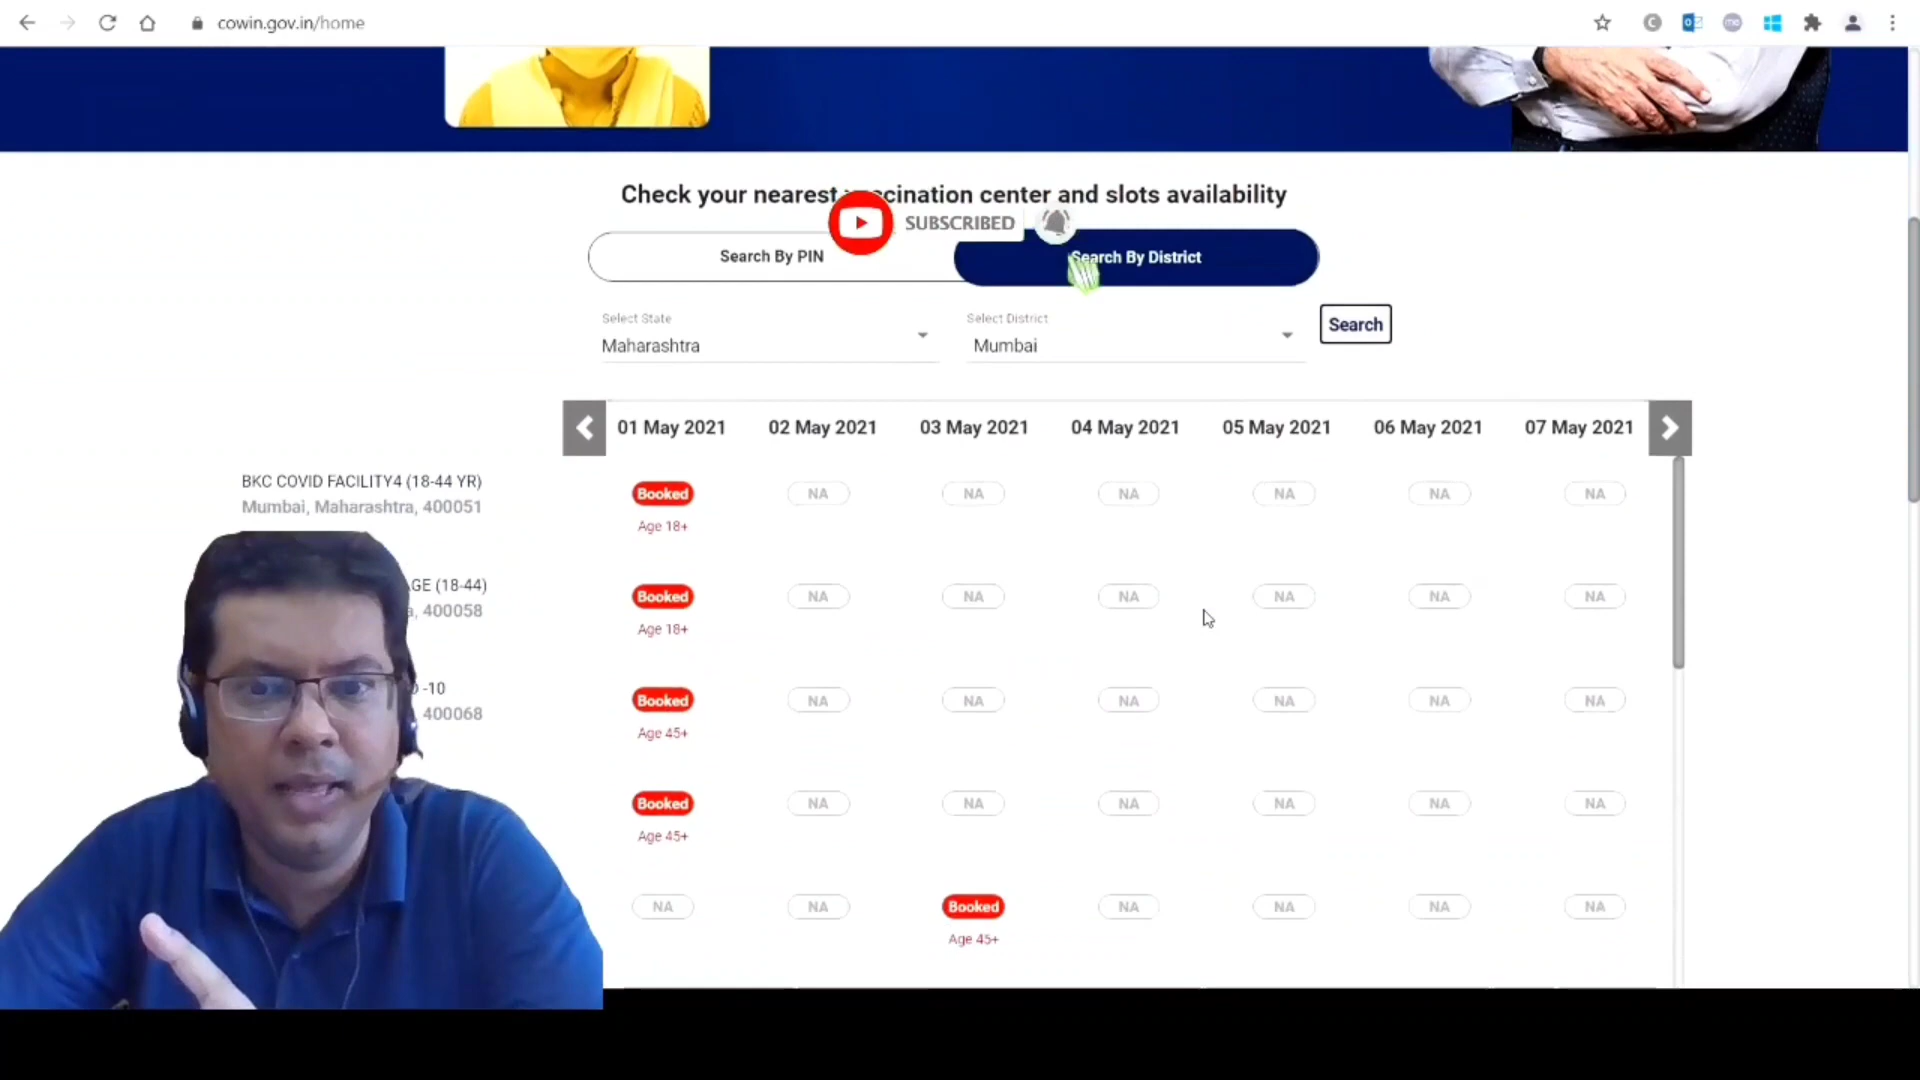 cowin.gov.in/home
Check your nearest vaccination center and slots availability
SUBSCRIBED
Search By PIN
Search By District
Select State
Maharashtra
Select District
Mumbai
Search
01 May 2021 02 May 2021 03 May 2021 04 May 2021 05 May 2021 06 May 2021 07 May 2021
BKC COVID FACILITY4 (18-44 YR)
Mumbai, Maharashtra, 400051
Booked NA NA NA NA NA NA
Age 18+
GE (18-44)
400058
Booked NA NA NA NA NA NA
Age 18+
-10
400068
Booked NA NA NA NA NA NA
Age 45+
Booked NA NA NA NA NA NA
Age 45+
NA NA Booked NA NA NA NA
Age 45+